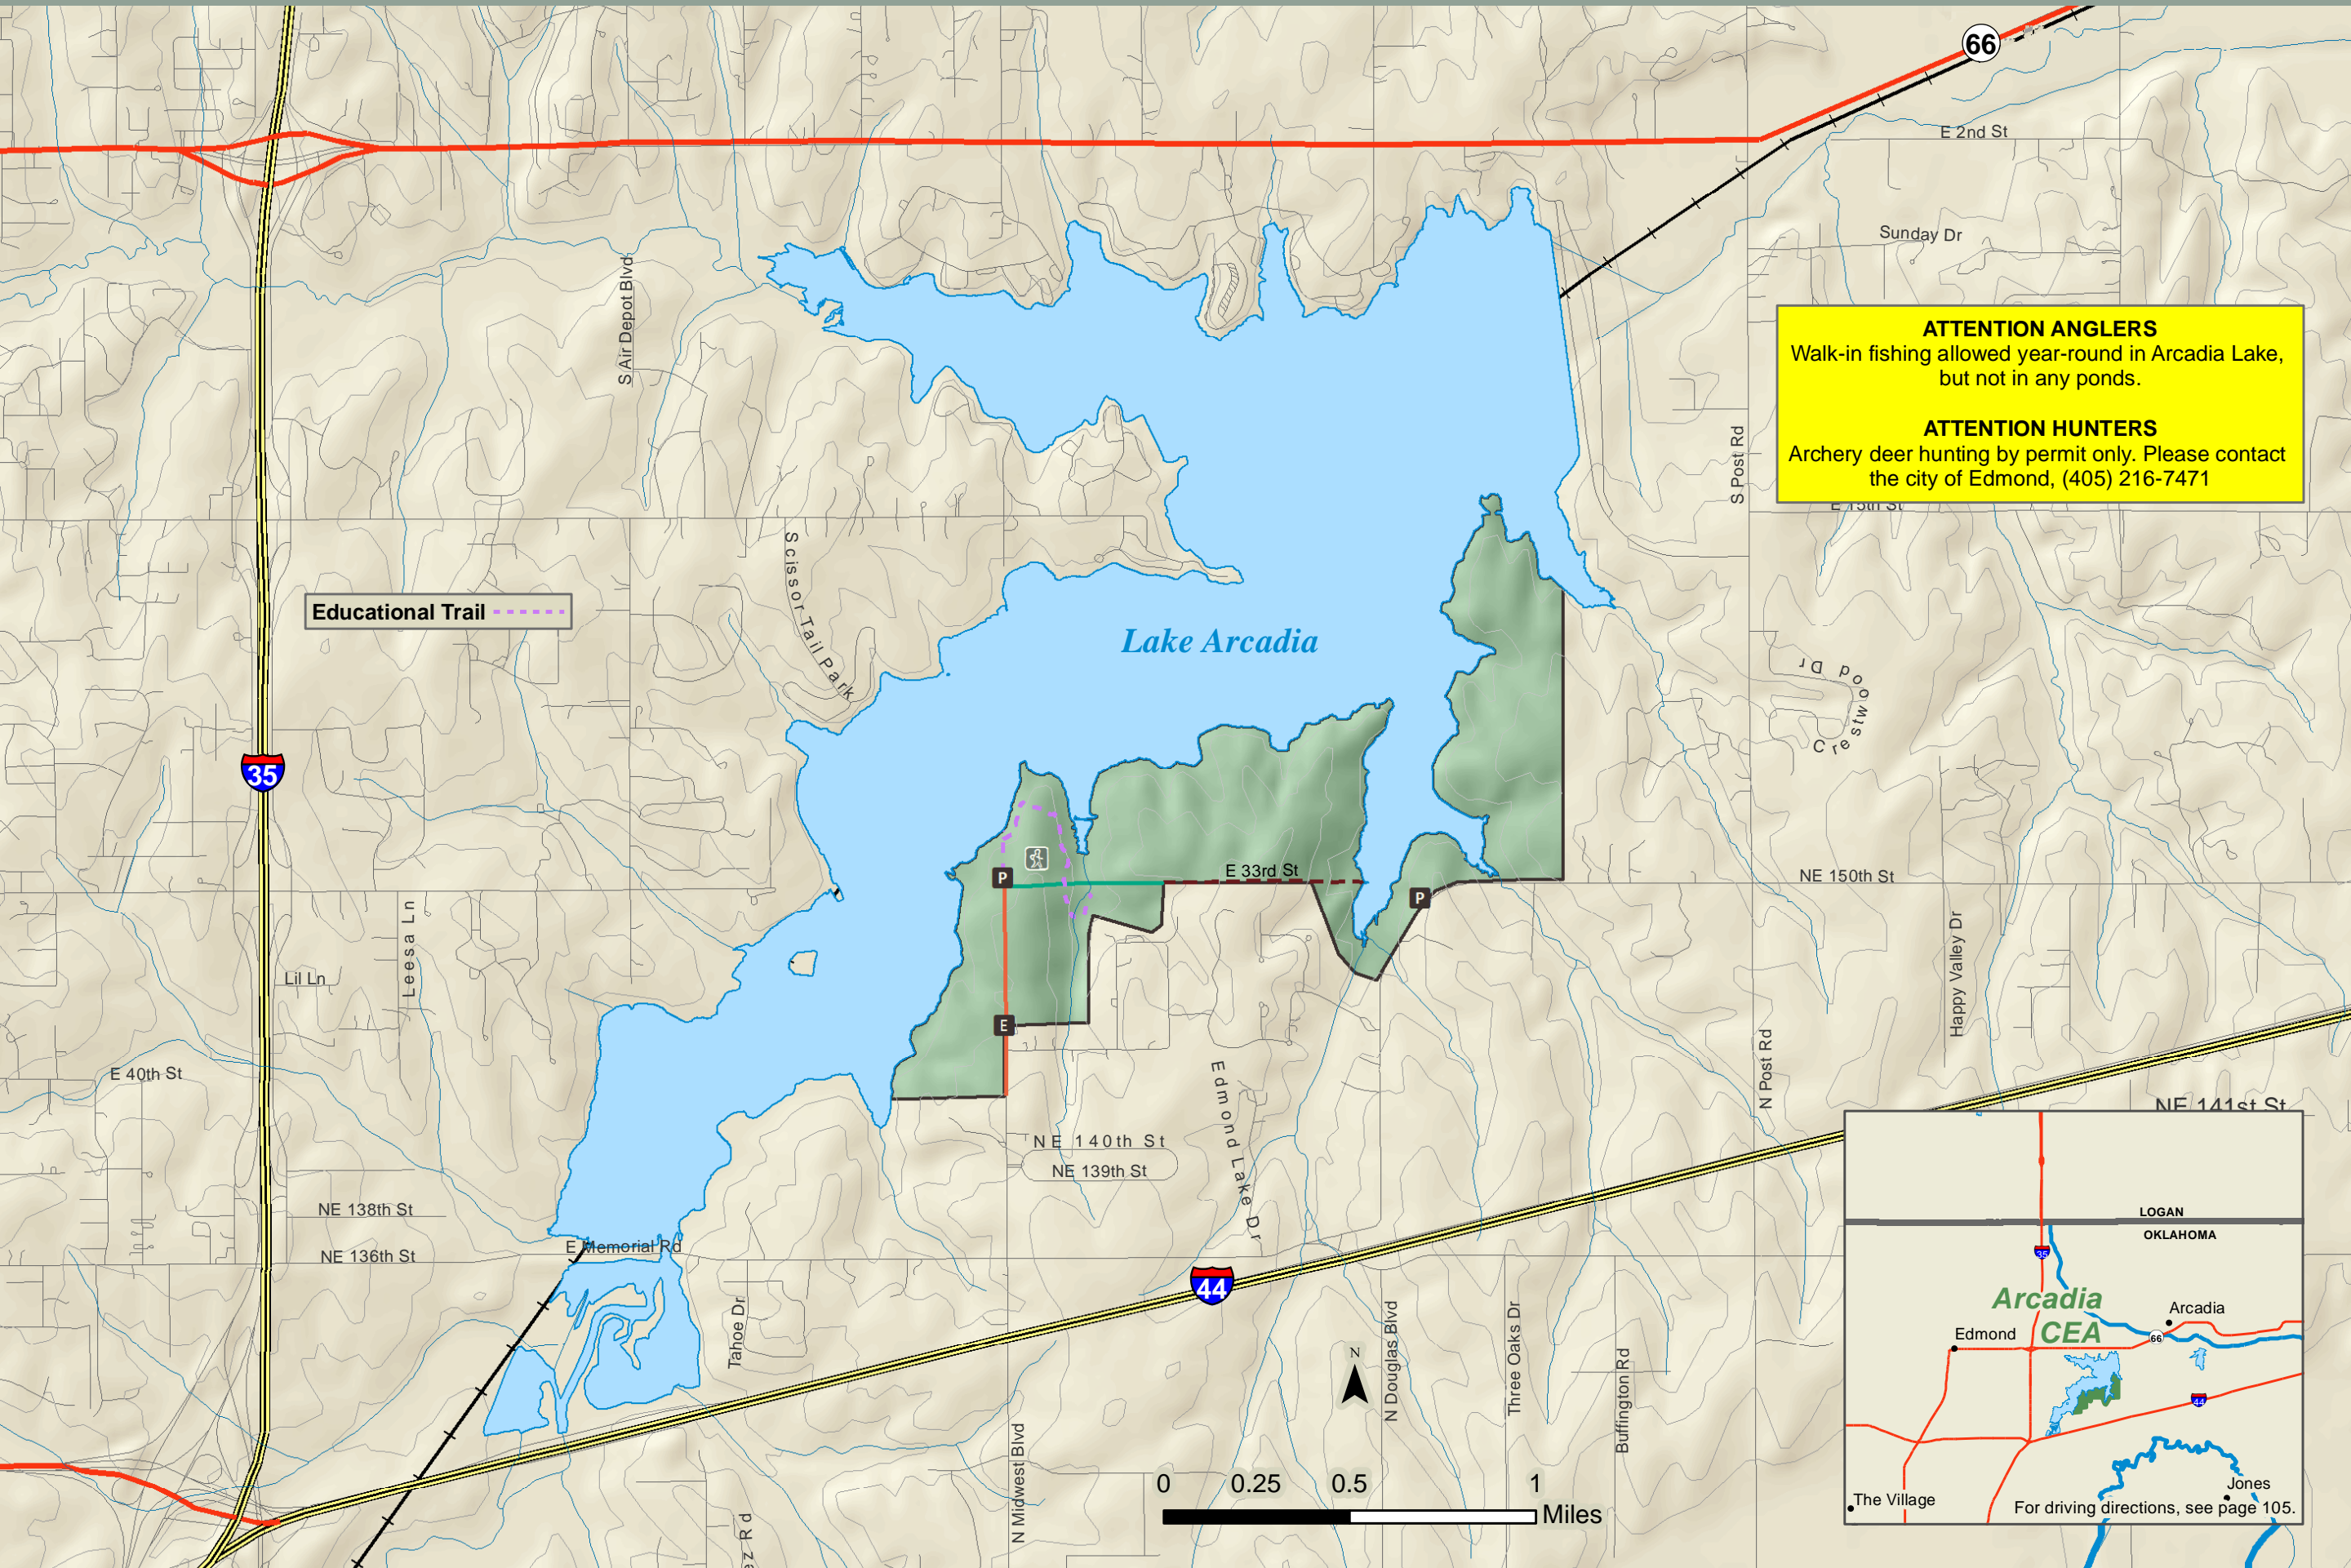 66
E 2nd St
Sunday Dr
S Air Depot Blvd
ATTENTION ANGLERS
Walk-in fishing allowed year-round in Arcadia Lake,
but not in any ponds.
ATTENTION HUNTERS
Archery deer hunting by permit only. Please contact
the city of Edmond, (405) 216-7471
S Post Rd
E 15th St
Scissor Tail Park
Educational Trail
Lake Arcadia
Crestwood Dr
35
P
E 33rd St
NE 150th St
P
Leesa Ln
Lil Ln
Happy Valley Dr
E
E 40th St
N Post Rd
Edmond Lake Dr
NE 141st St
NE 140th St
NE 139th St
NE 138th St
E Memorial Rd
NE 136th St
44
Tahoe Dr
N Douglas Blvd
Three Oaks Dr
Buffington Rd
N
N Midwest Blvd
0 0.25 0.5 1
Miles
LOGAN
OKLAHOMA
35
Arcadia
CEA
Arcadia
66
Edmond
44
Jones
The Village
For driving directions, see page 105.